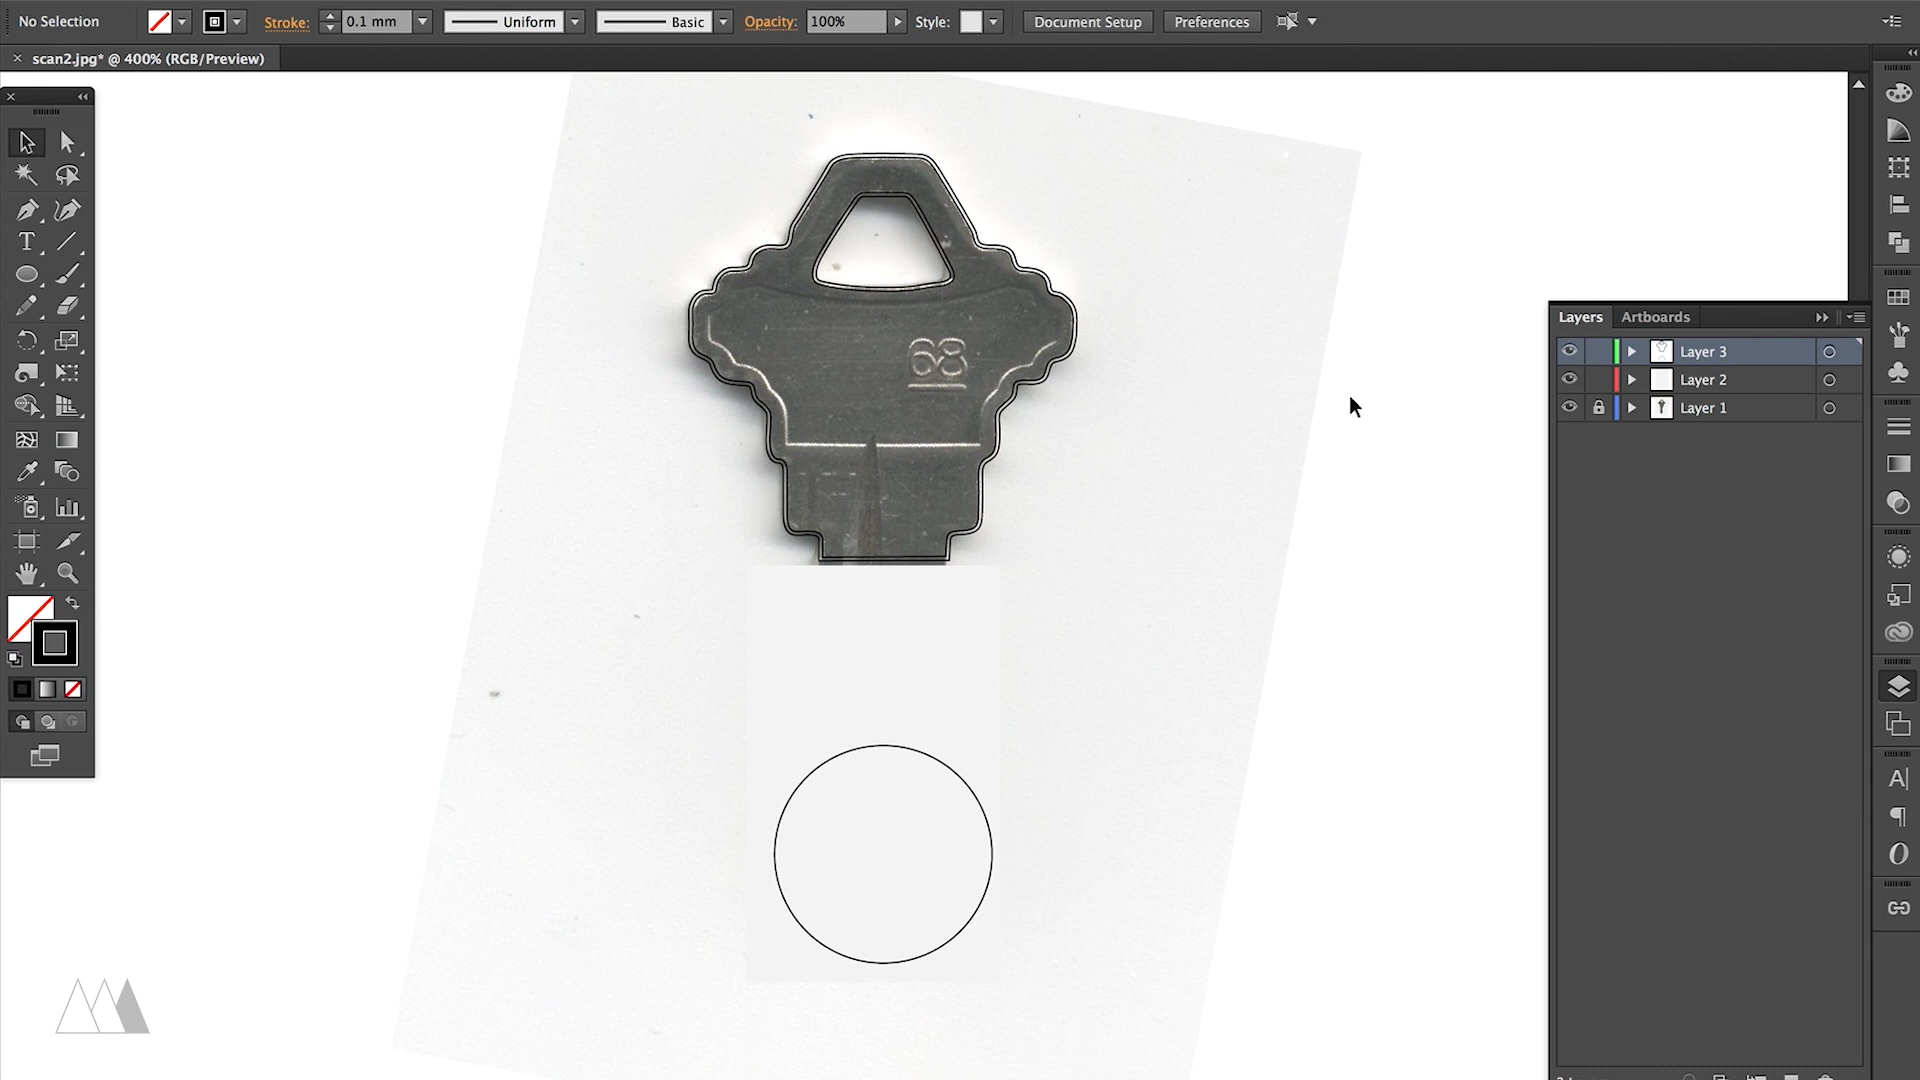 No Selection
Stroke:
0.1 mm
Uniform
Basic
Opacity:
100%
Style:
Document Setup
Preferences
scan2.jpg* @ 400% (RGB/Preview)
68
Layers
Artboards
Layer 3
Layer 2
Layer 1